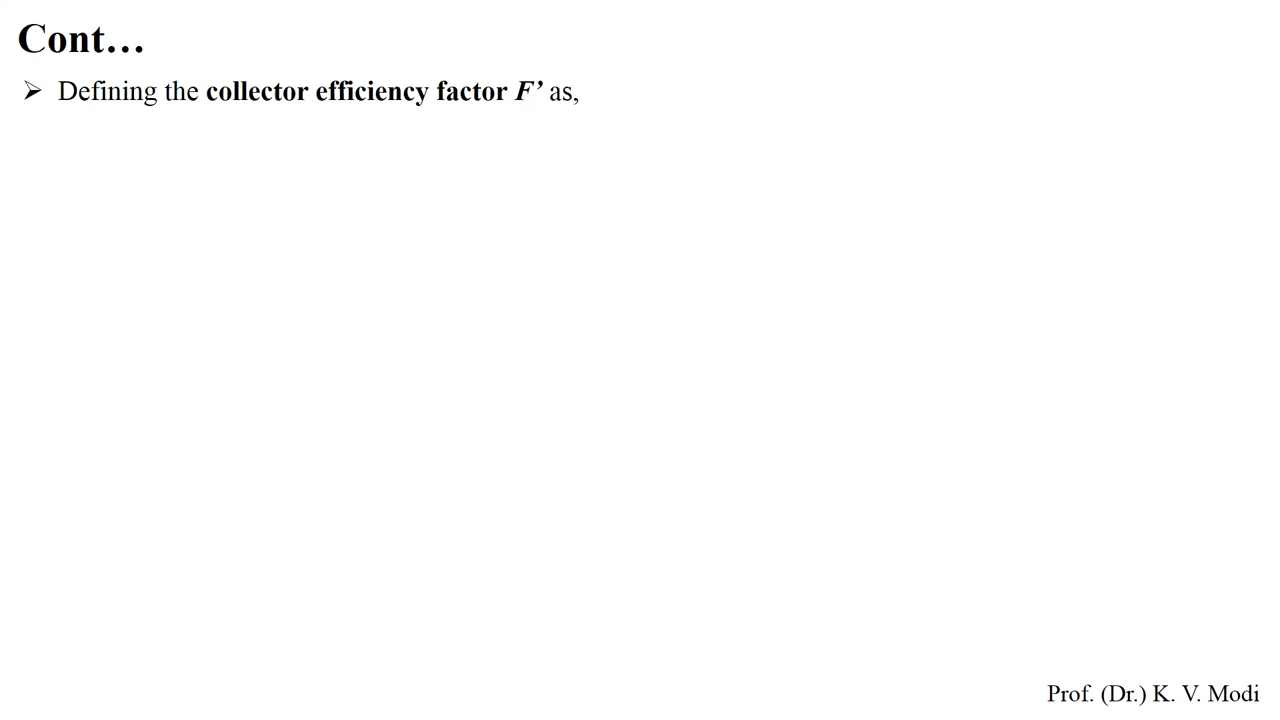 Cont…
➢ Defining the collector efficiency factor F’ as,
Prof. (Dr.) K. V. Modi